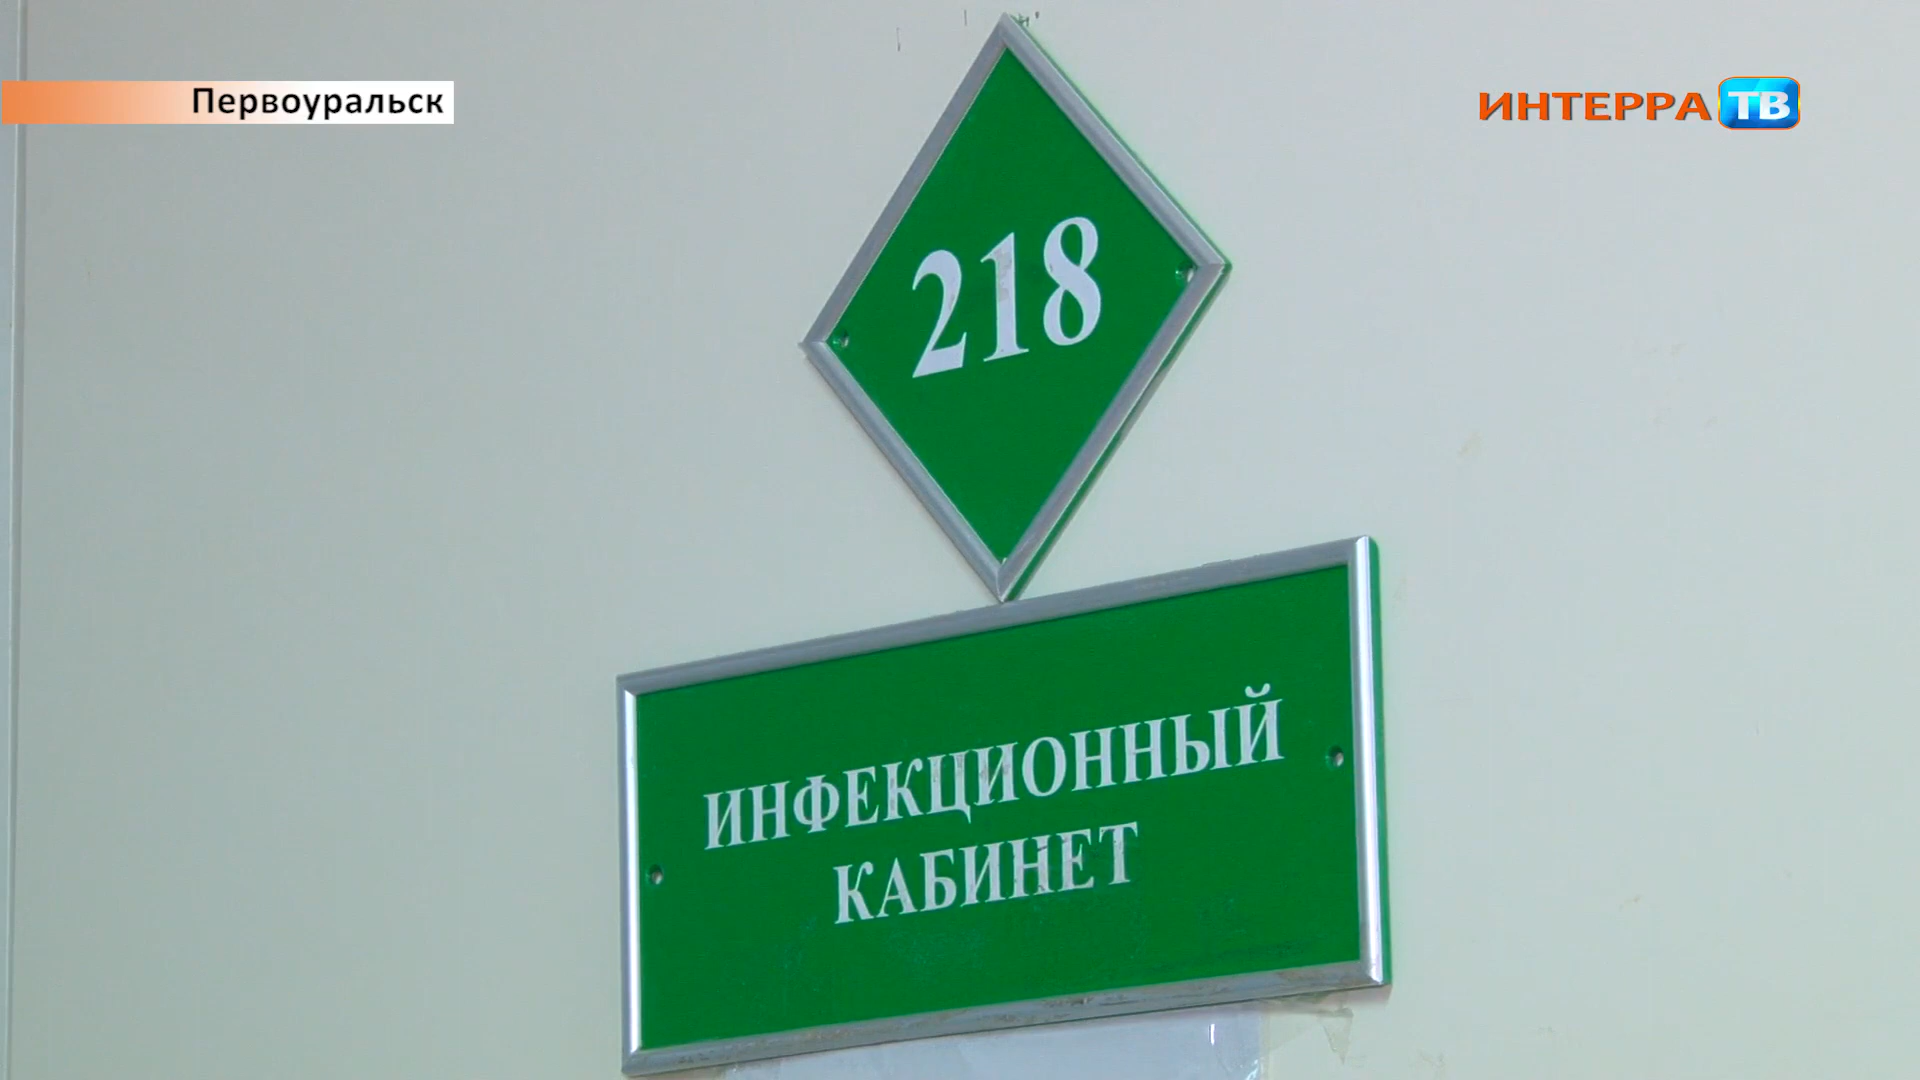 Первоуральск
ИНТЕРРА ТВ
218
ИНФЕКЦИОННЫЙ
КАБИНЕТ